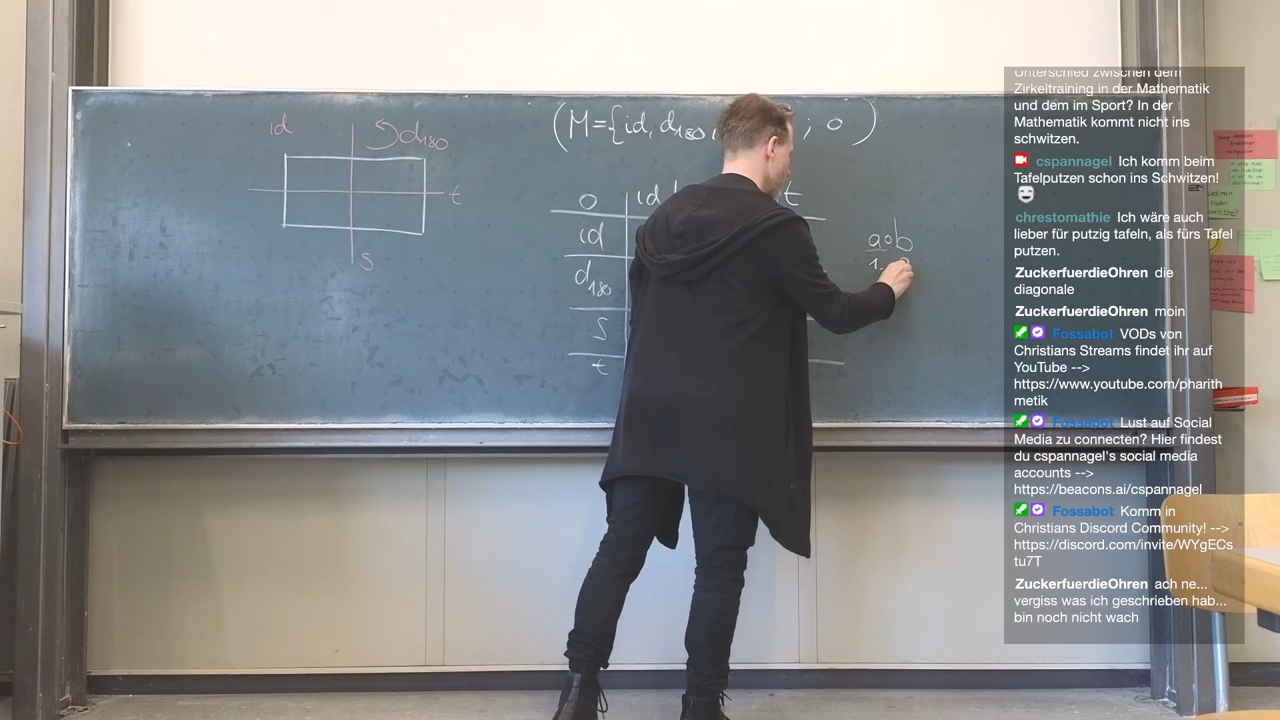 id
d₁₈₀
t
s
(M={id, d₁₈₀, ; ∘ )
∘ id t
id
d₁₈₀
s
t
a∘b
1.
Unterschied zwischen dem
Zirkeltraining in der Mathematik
und dem im Sport? In der
Mathematik kommt nicht ins
schwitzen.
cspannagel Ich komm beim
Tafelputzen schon ins Schwitzen!
chrestomathie Ich wäre auch
lieber für putzig tafeln, als fürs Tafel
putzen.
ZuckerfuerdieOhren die
diagonale
ZuckerfuerdieOhren moin
Fossabot VODs von
Christians Streams findet ihr auf
YouTube -->
https://www.youtube.com/pharith
metik
Fossabot Lust auf Social
Media zu connecten? Hier findest
du cspannagel's social media
accounts -->
https://beacons.ai/cspannagel
Fossabot Komm in
Christians Discord Community! -->
https://discord.com/invite/WYgECs
tu7T
ZuckerfuerdieOhren ach ne...
vergiss was ich geschrieben hab...
bin noch nicht wach